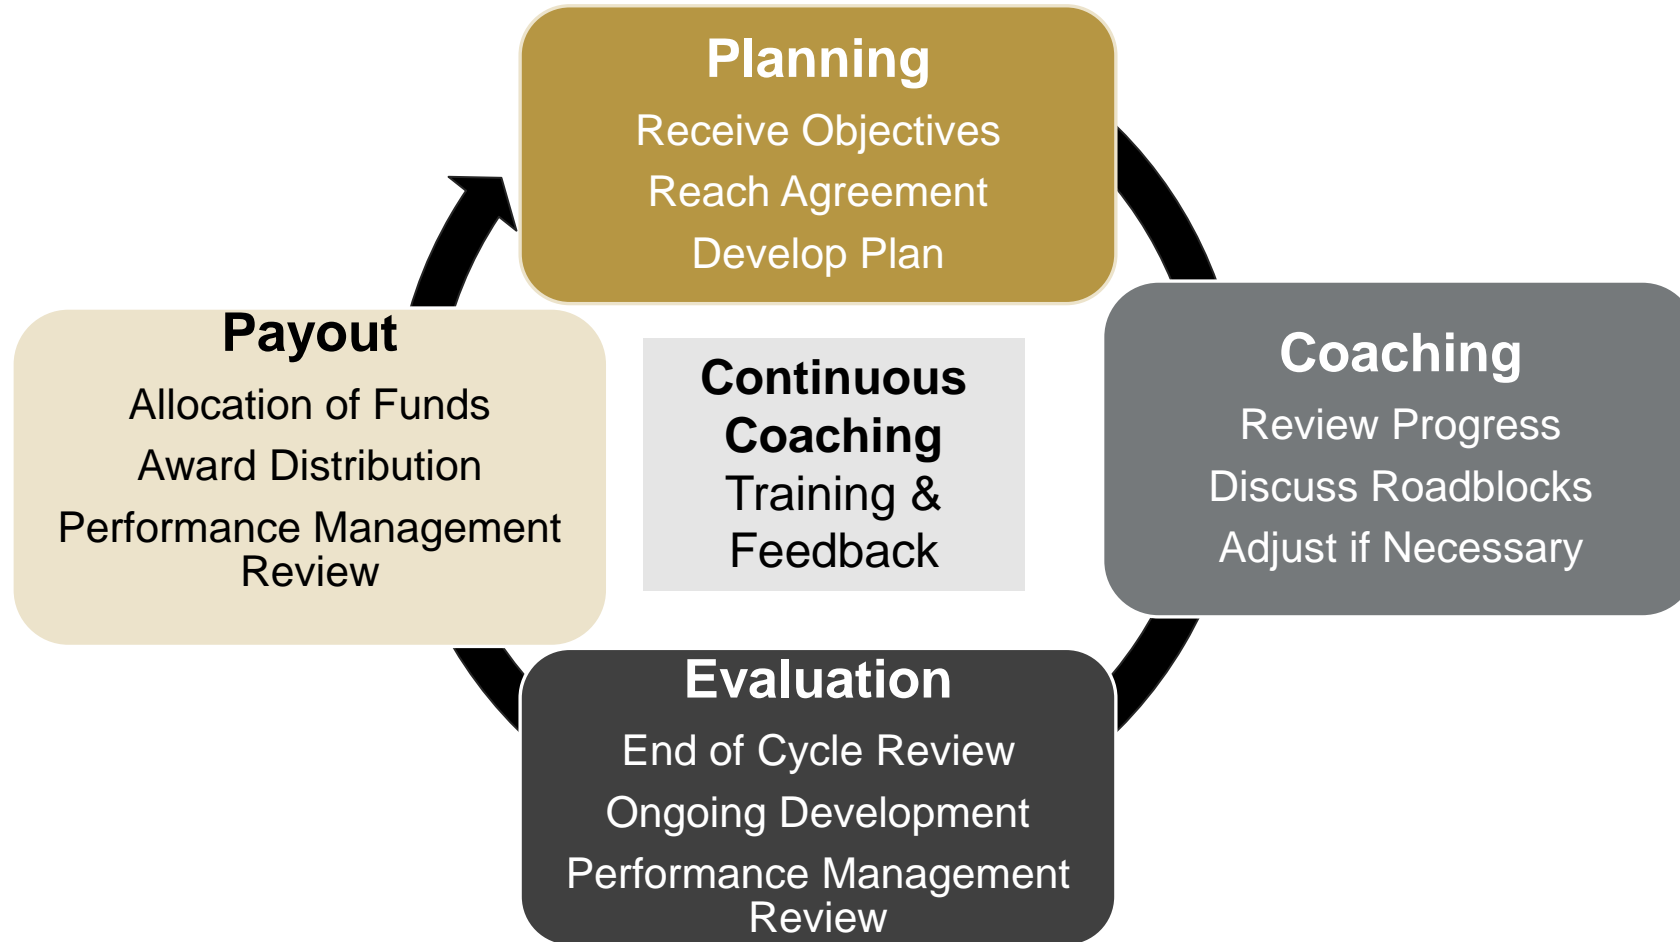 Planning
Receive Objectives
Reach Agreement
Develop Plan
Coaching
Review Progress
Discuss Roadblocks
Adjust if Necessary
Evaluation
End of Cycle Review
Ongoing Development
Performance Management
Review
Payout
Allocation of Funds
Award Distribution
Performance Management
Review
Continuous
Coaching
Training &
Feedback